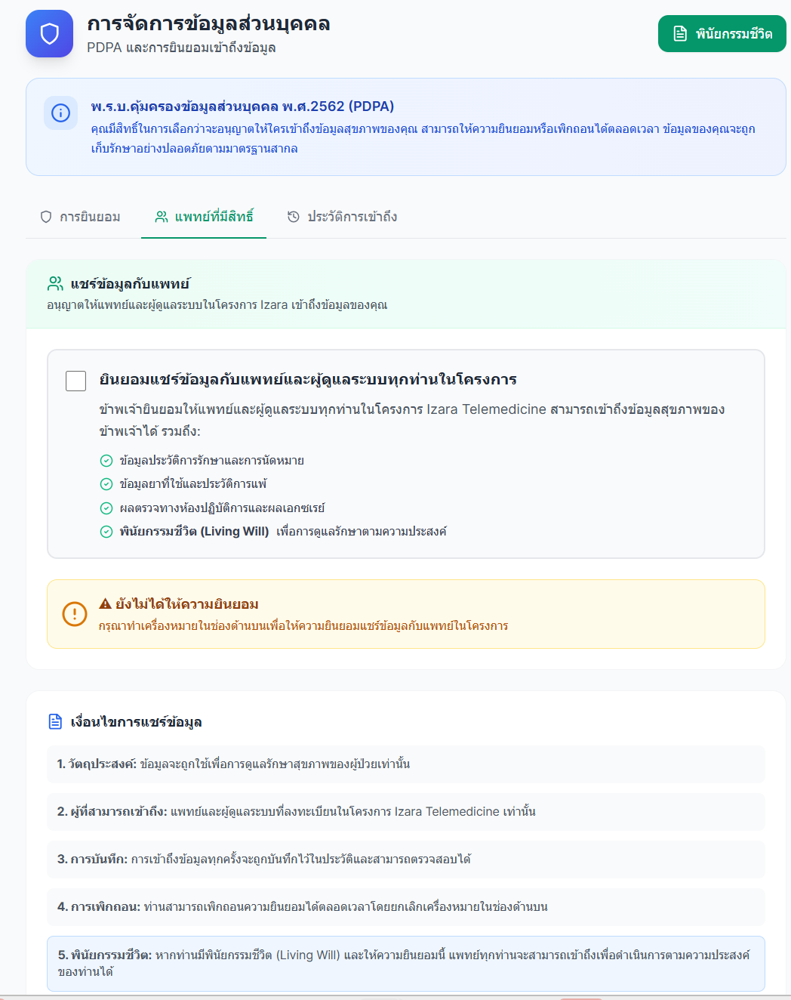 การจัดการข้อมูลส่วนบุคคล
PDPA และการยินยอมเข้าถึงข้อมูล
พินัยกรรมชีวิต
พ.ร.บ.คุ้มครองข้อมูลส่วนบุคคล พ.ศ.2562 (PDPA)
คุณมีสิทธิ์ในการเลือกว่าจะอนุญาตให้ใครเข้าถึงข้อมูลสุขภาพของคุณ สามารถให้ความยินยอมหรือเพิกถอนได้ตลอดเวลา ข้อมูลของคุณจะถูก
เก็บรักษาอย่างปลอดภัยตามมาตรฐานสากล
การยินยอม
แพทย์ที่มีสิทธิ์
ประวัติการเข้าถึง
แชร์ข้อมูลกับแพทย์
อนุญาตให้แพทย์และผู้ดูแลระบบในโครงการ Izara เข้าถึงข้อมูลของคุณ
ยินยอมแชร์ข้อมูลกับแพทย์และผู้ดูแลระบบทุกท่านในโครงการ
ข้าพเจ้ายินยอมให้แพทย์และผู้ดูแลระบบทุกท่านในโครงการ Izara Telemedicine สามารถเข้าถึงข้อมูลสุขภาพของ
ข้าพเจ้าได้ รวมถึง:
ข้อมูลประวัติการรักษาและการนัดหมาย
ข้อมูลยาที่ใช้และประวัติการแพ้
ผลตรวจทางห้องปฏิบัติการและผลเอกซเรย์
พินัยกรรมชีวิต (Living Will) เพื่อการดูแลรักษาตามความประสงค์
⚠ ยังไม่ได้ให้ความยินยอม
กรุณาทำเครื่องหมายในช่องด้านบนเพื่อให้ความยินยอมแชร์ข้อมูลกับแพทย์ในโครงการ
เงื่อนไขการแชร์ข้อมูล
1. วัตถุประสงค์: ข้อมูลจะถูกใช้เพื่อการดูแลรักษาสุขภาพของผู้ป่วยเท่านั้น
2. ผู้ที่สามารถเข้าถึง: แพทย์และผู้ดูแลระบบที่ลงทะเบียนในโครงการ Izara Telemedicine เท่านั้น
3. การบันทึก: การเข้าถึงข้อมูลทุกครั้งจะถูกบันทึกไว้ในประวัติและสามารถตรวจสอบได้
4. การเพิกถอน: ท่านสามารถเพิกถอนความยินยอมได้ตลอดเวลาโดยยกเลิกเครื่องหมายในช่องด้านบน
5. พินัยกรรมชีวิต: หากท่านมีพินัยกรรมชีวิต (Living Will) และให้ความยินยอมนี้ แพทย์ทุกท่านจะสามารถเข้าถึงเพื่อดำเนินการตามความประสงค์
ของท่านได้